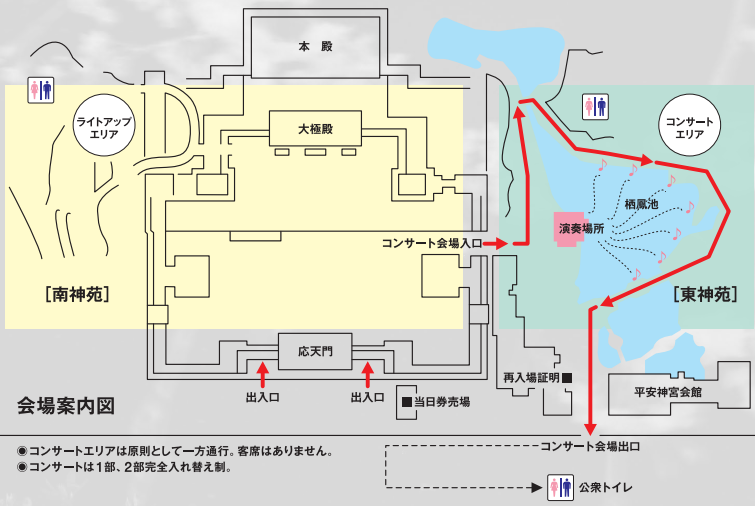 本殿
ライトアップ
エリア
大極殿
コンサート
エリア
栖鳳池
演奏場所
コンサート会場入口
［南神苑］
［東神苑］
応天門
再入場証明
平安神宮会館
出入口
出入口
当日券売場
会場案内図
◉コンサートエリアは原則として一方通行。客席はありません。
◉コンサートは1部、2部完全入れ替え制。
コンサート会場出口
公衆トイレ